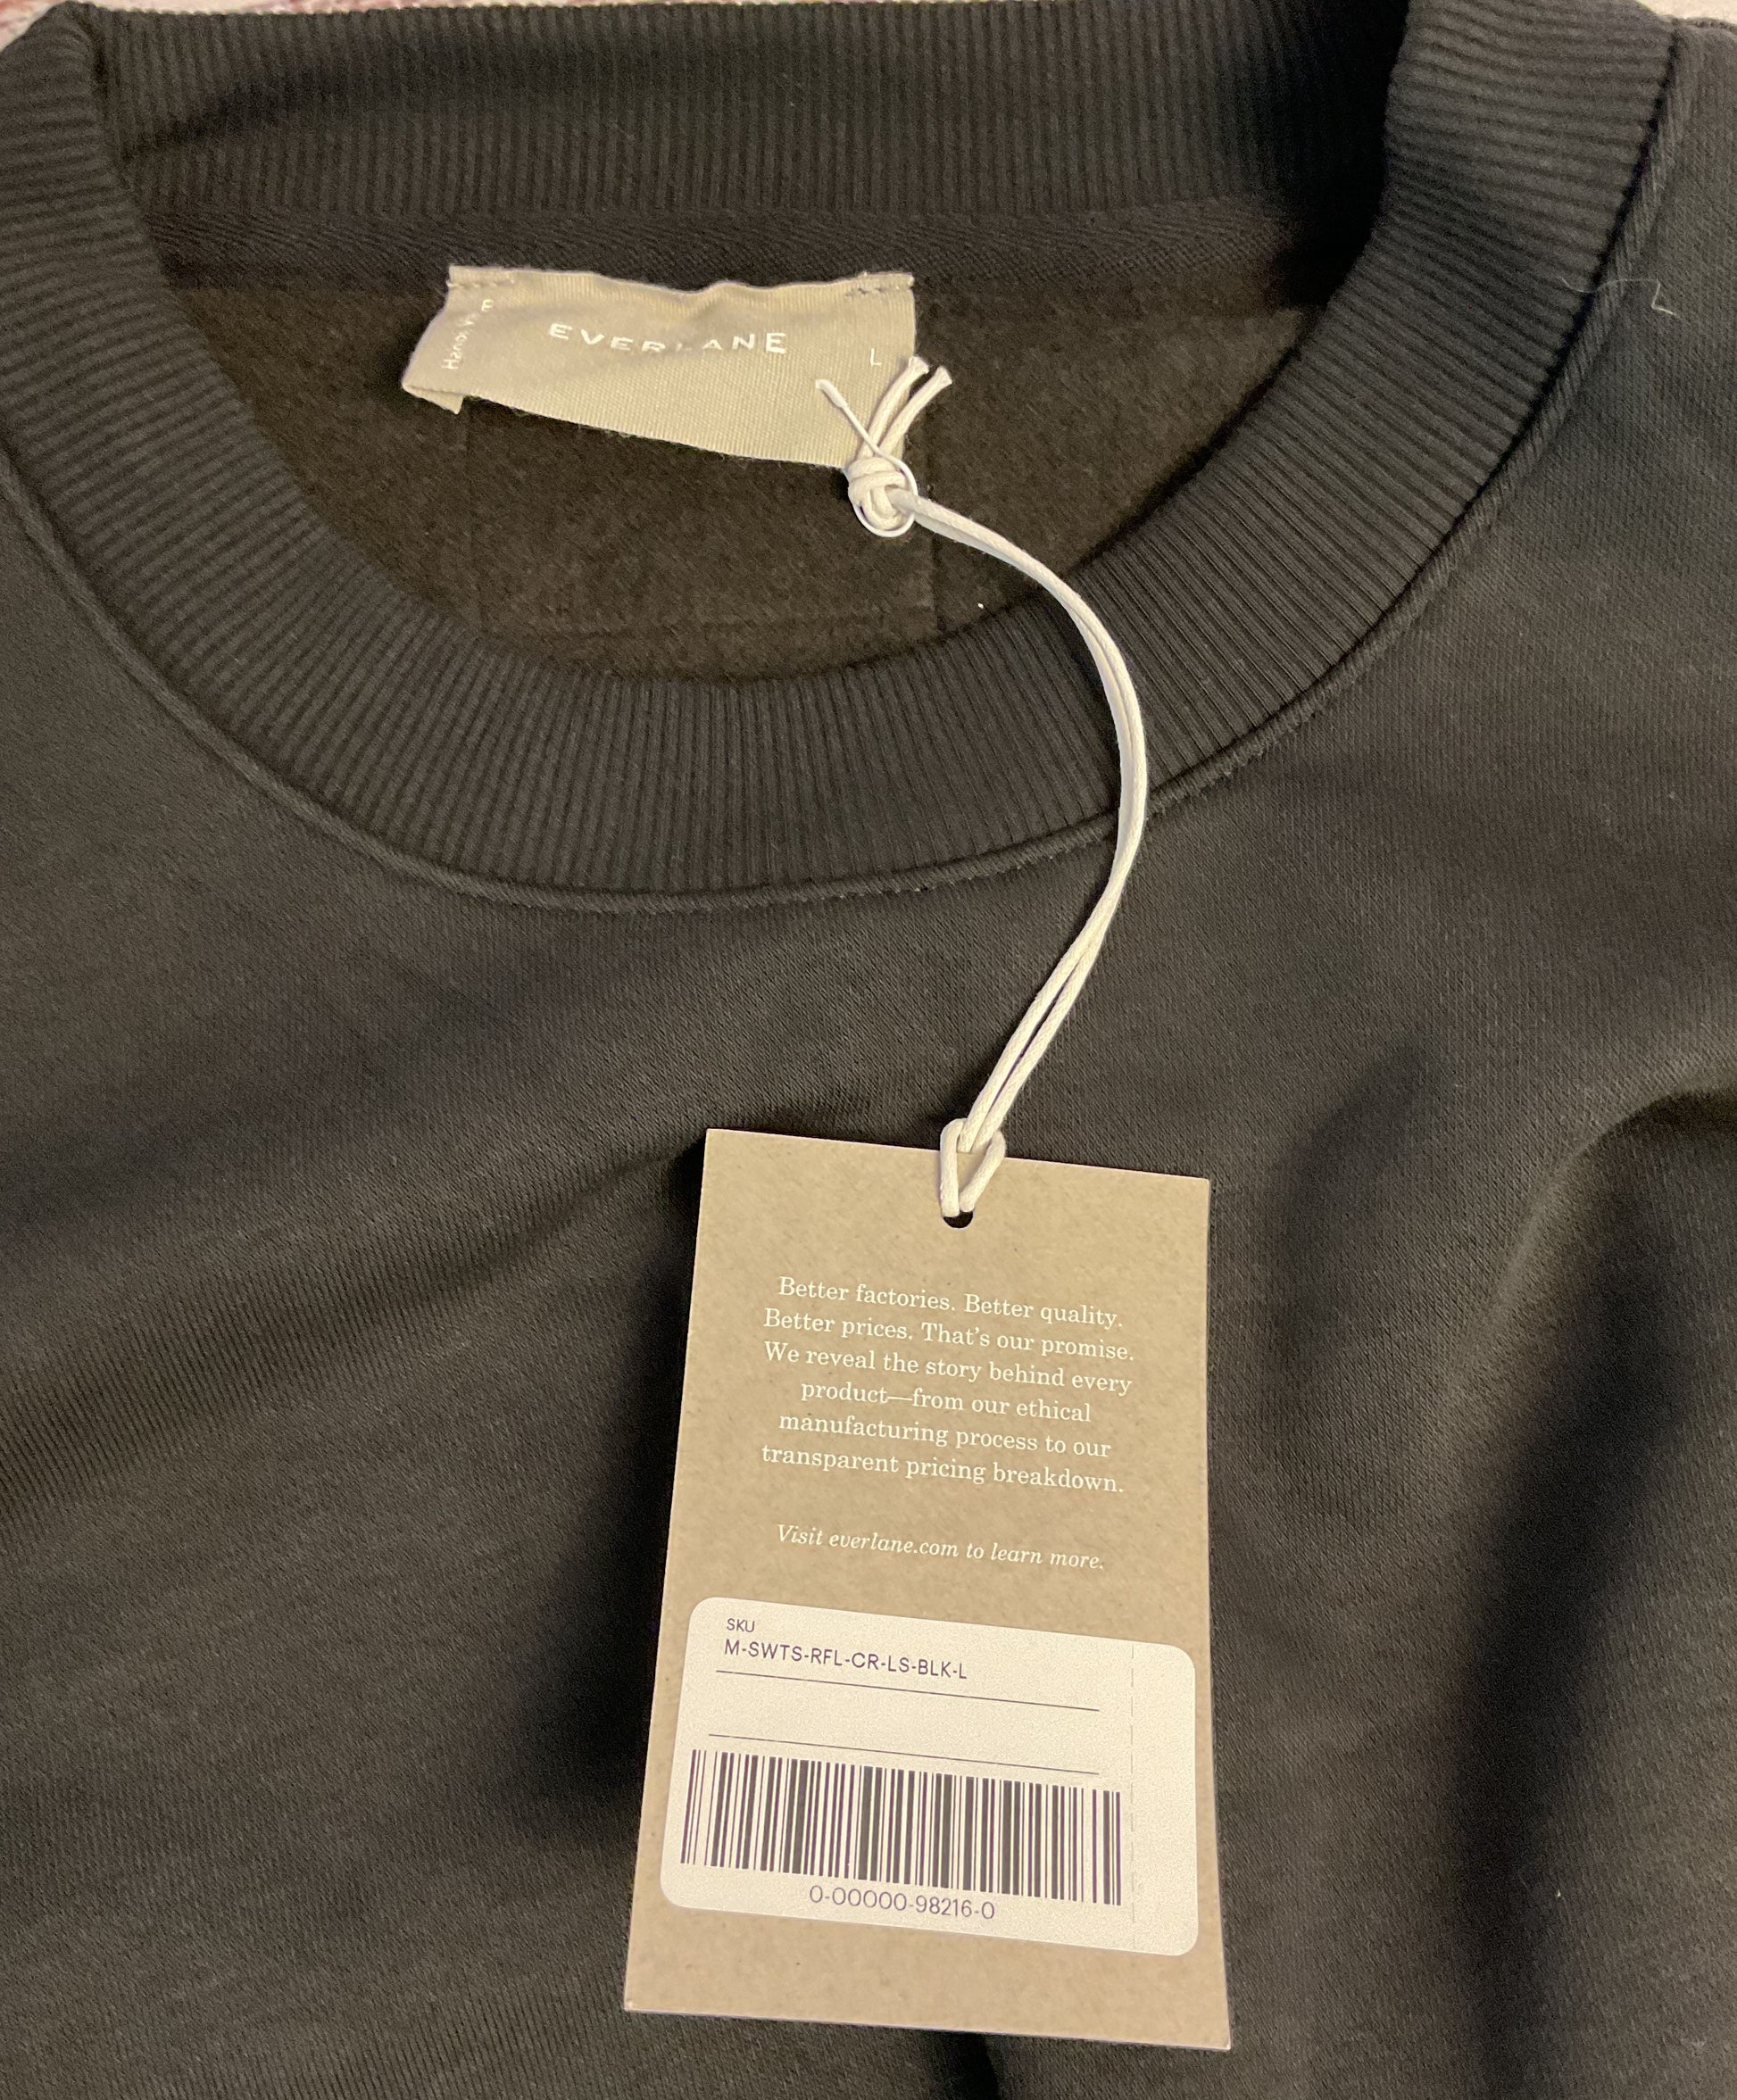 EVERLANE
L
Better factories. Better quality.
Better prices. That's our promise.
We reveal the story behind every
product—from our ethical
manufacturing process to our
transparent pricing breakdown.
Visit everlane.com to learn more.
SKU
M-SWTS-RFL-CR-LS-BLK-L
0-00000-98216-0